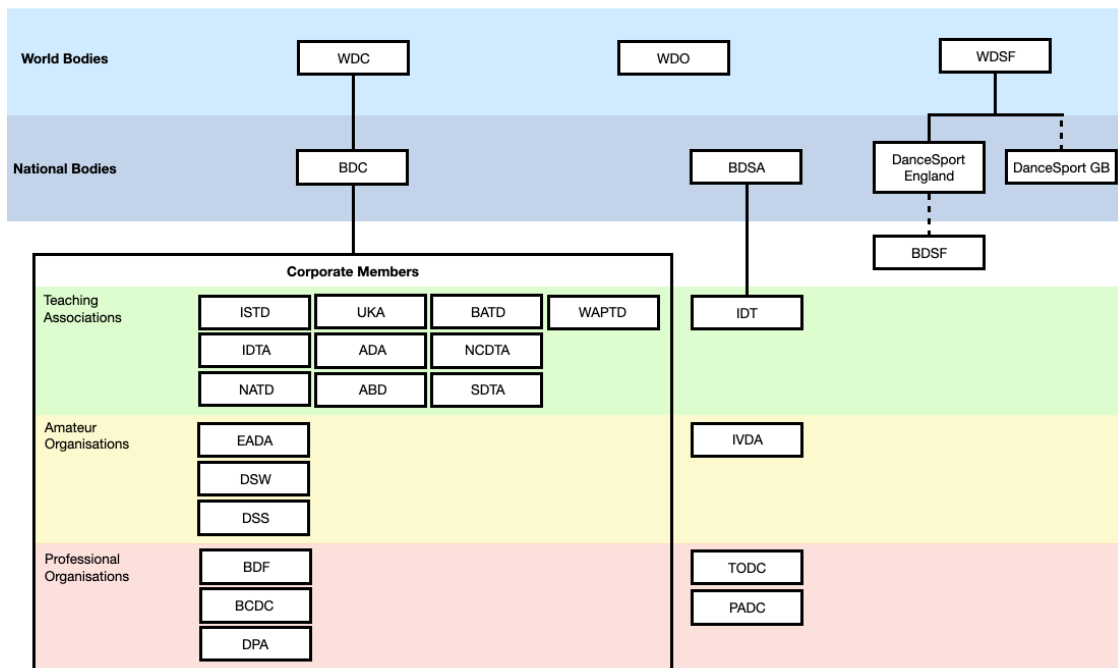 World Bodies
WDC
WDO
WDSF
National Bodies
BDC
BDSA
DanceSport
England
DanceSport GB
BDSF
Corporate Members
Teaching
Associations
ISTD
UKA
BATD
WAPTD
IDT
IDTA
ADA
NCDTA
NATD
ABD
SDTA
Amateur
Organisations
EADA
IVDA
DSW
DSS
Professional
Organisations
BDF
TODC
BCDC
PADC
DPA